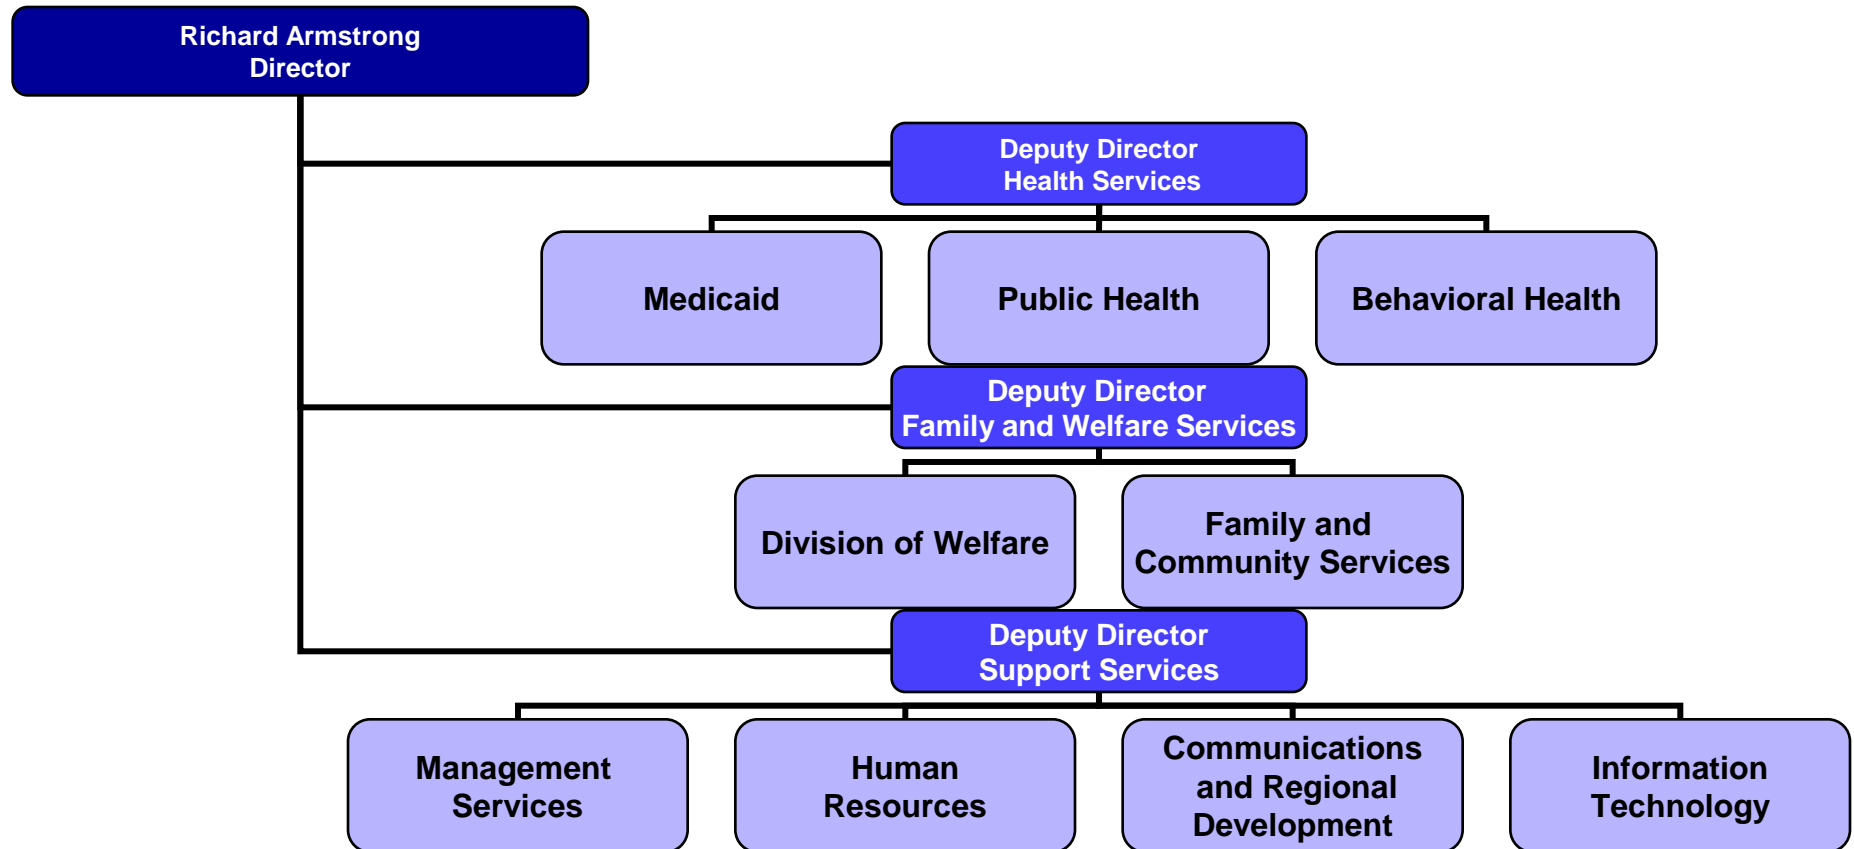 Richard Armstrong
Director
Deputy Director
Health Services
Medicaid
Public Health
Behavioral Health
Deputy Director
Family and Welfare Services
Division of Welfare
Family and
Community Services
Deputy Director
Support Services
Management
Services
Human
Resources
Communications
and Regional
Development
Information
Technology